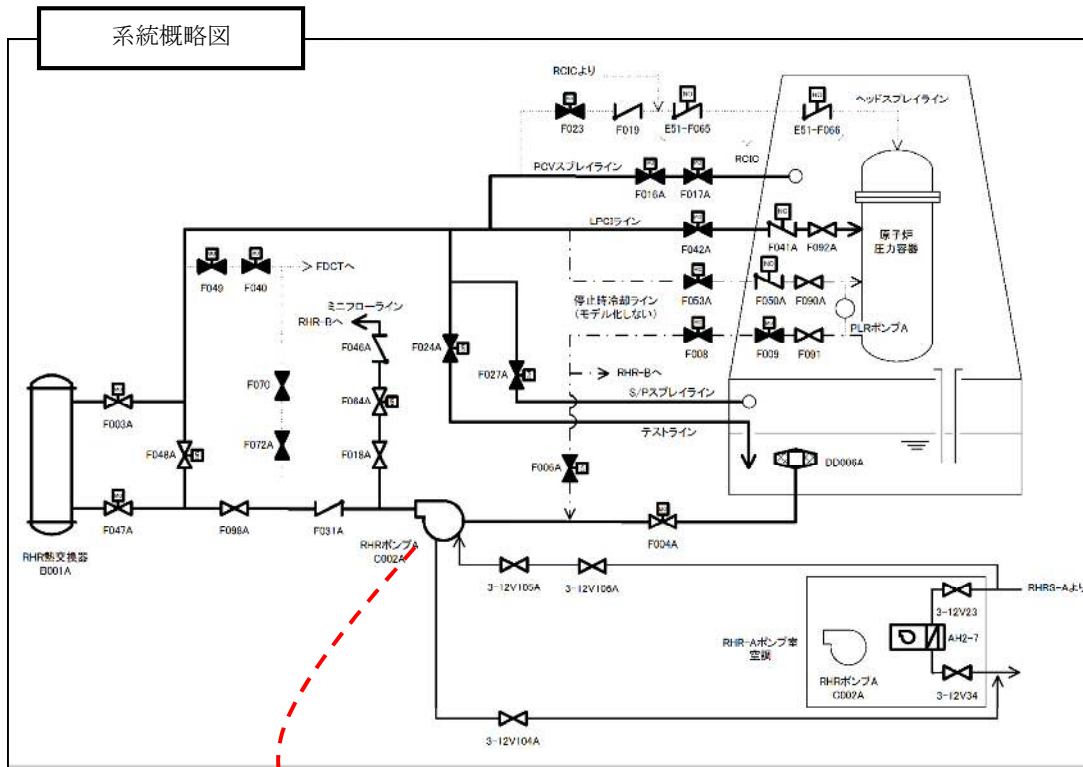 系統概略図
RCICより
ヘッドスプレイライン
F023
F019
E51-F065
E51-F066
RCIC
PCVスプレイライン
F016A
F017A
LPCIライン
F042A
F041A
F092A
原子炉
圧力容器
F049
F040
FDCTへ
停止時冷却ライン
(モデル化しない)
F053A
F050A
F090A
PLRポンプA
ミニフローライン
RHR-Bへ
F046A
F024A
F008
F009
F091
F070
F064A
F027A
RHR-Bへ
S/Pスプレイライン
F003A
テストライン
F048A
F072A
F018A
F006A
DD006A
F047A
F098A
F031A
F004A
RHR熱交換器
B001A
RHRポンプA
C002A
3-12V105A
3-12V106A
RHRS-Aより
3-12V23
RHR-Aポンプ室
空調
AH2-7
RHRポンプA
C002A
3-12V34
3-12V104A